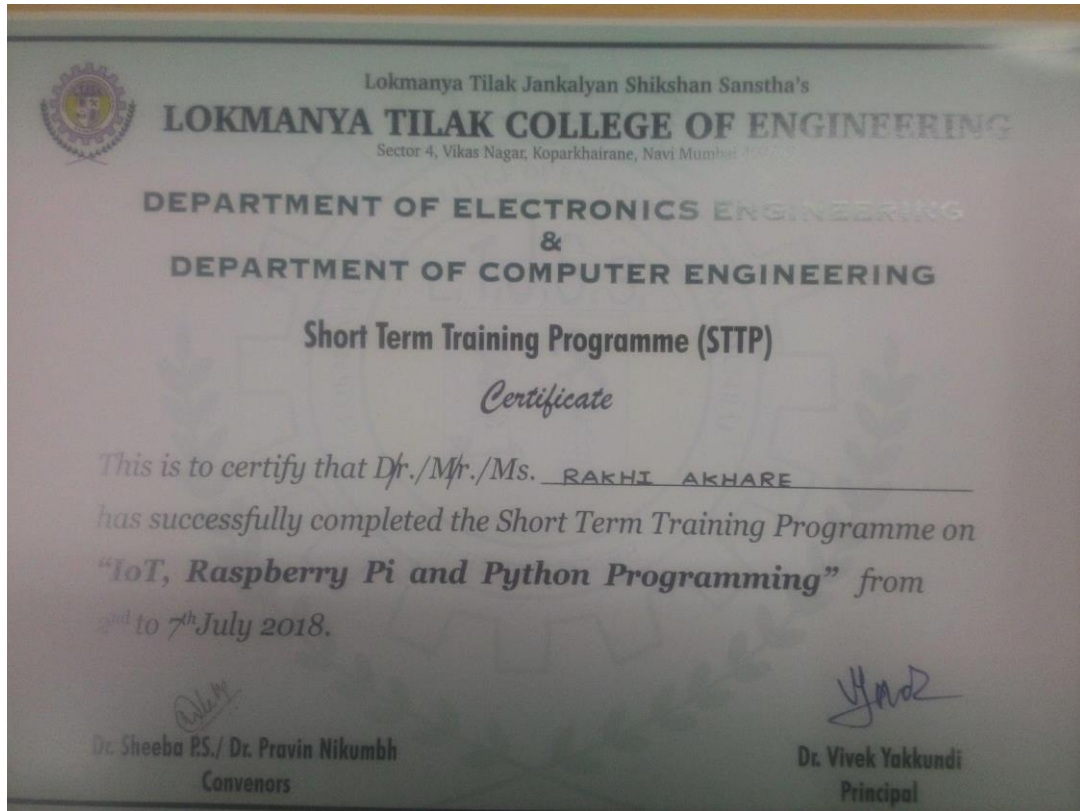 Lokmanya Tilak Jankalyan Shikshan Sanstha's
LOKMANYA TILAK COLLEGE OF ENGINEERING
Sector 4, Vikas Nagar, Koparkhairane, Navi Mumbai
DEPARTMENT OF ELECTRONICS ENGINEERING
&
DEPARTMENT OF COMPUTER ENGINEERING
Short Term Training Programme (STTP)
Certificate
This is to certify that Dr./Mr./Ms. RAKHI AKHARE
has successfully completed the Short Term Training Programme on
“IoT, Raspberry Pi and Python Programming” from
2nd to 7th July 2018.
Dr. Sheeba P.S./ Dr. Pravin Nikumbh
Convenors
Dr. Vivek Yakkundi
Principal